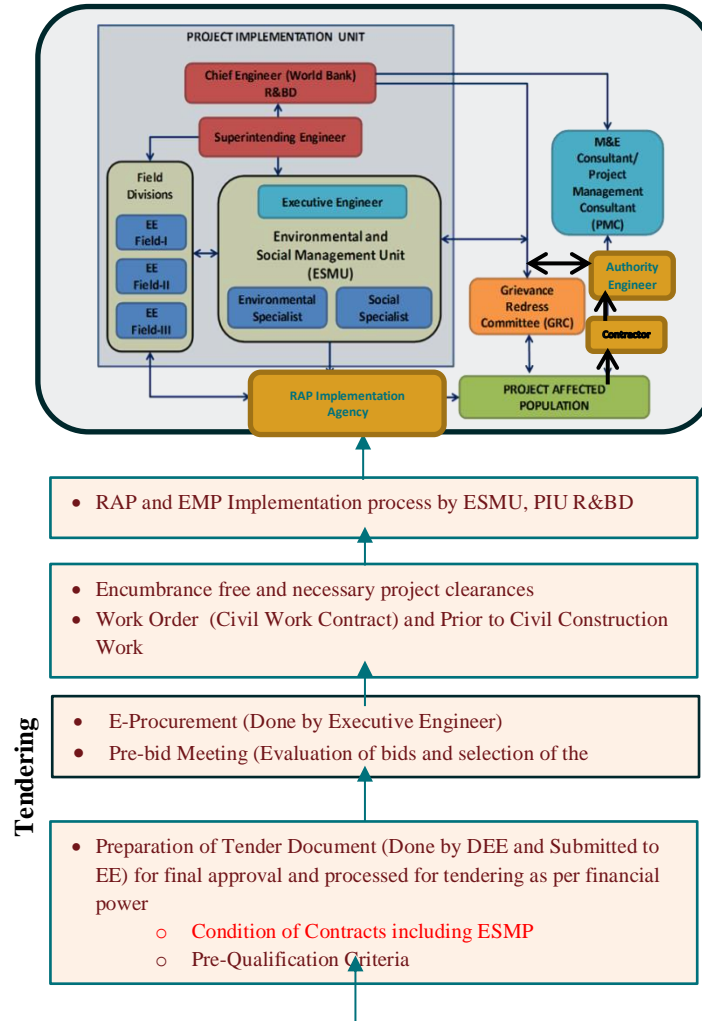 PROJECT IMPLEMENTATION UNIT
Chief Engineer (World Bank)
R&BD
Superintending Engineer
M&E
Consultant/
Project
Management
Consultant
(PMC)
Field
Divisions
EE
Field-I
EE
Field-II
EE
Field-III
Executive Engineer
Environmental and
Social Management Unit
(ESMU)
Environmental
Specialist
Social
Specialist
Authority
Engineer
Grievance
Redress
Committee (GRC)
Contractor
RAP Implementation
Agency
PROJECT AFFECTED
POPULATION
• RAP and EMP Implementation process by ESMU, PIU R&BD
• Encumbrance free and necessary project clearances
• Work Order (Civil Work Contract) and Prior to Civil Construction
Work
Tendering
• E-Procurement (Done by Executive Engineer)
• Pre-bid Meeting (Evaluation of bids and selection of the
• Preparation of Tender Document (Done by DEE and Submitted to
EE) for final approval and processed for tendering as per financial
power
o Condition of Contracts including ESMP
o Pre-Qualification Criteria